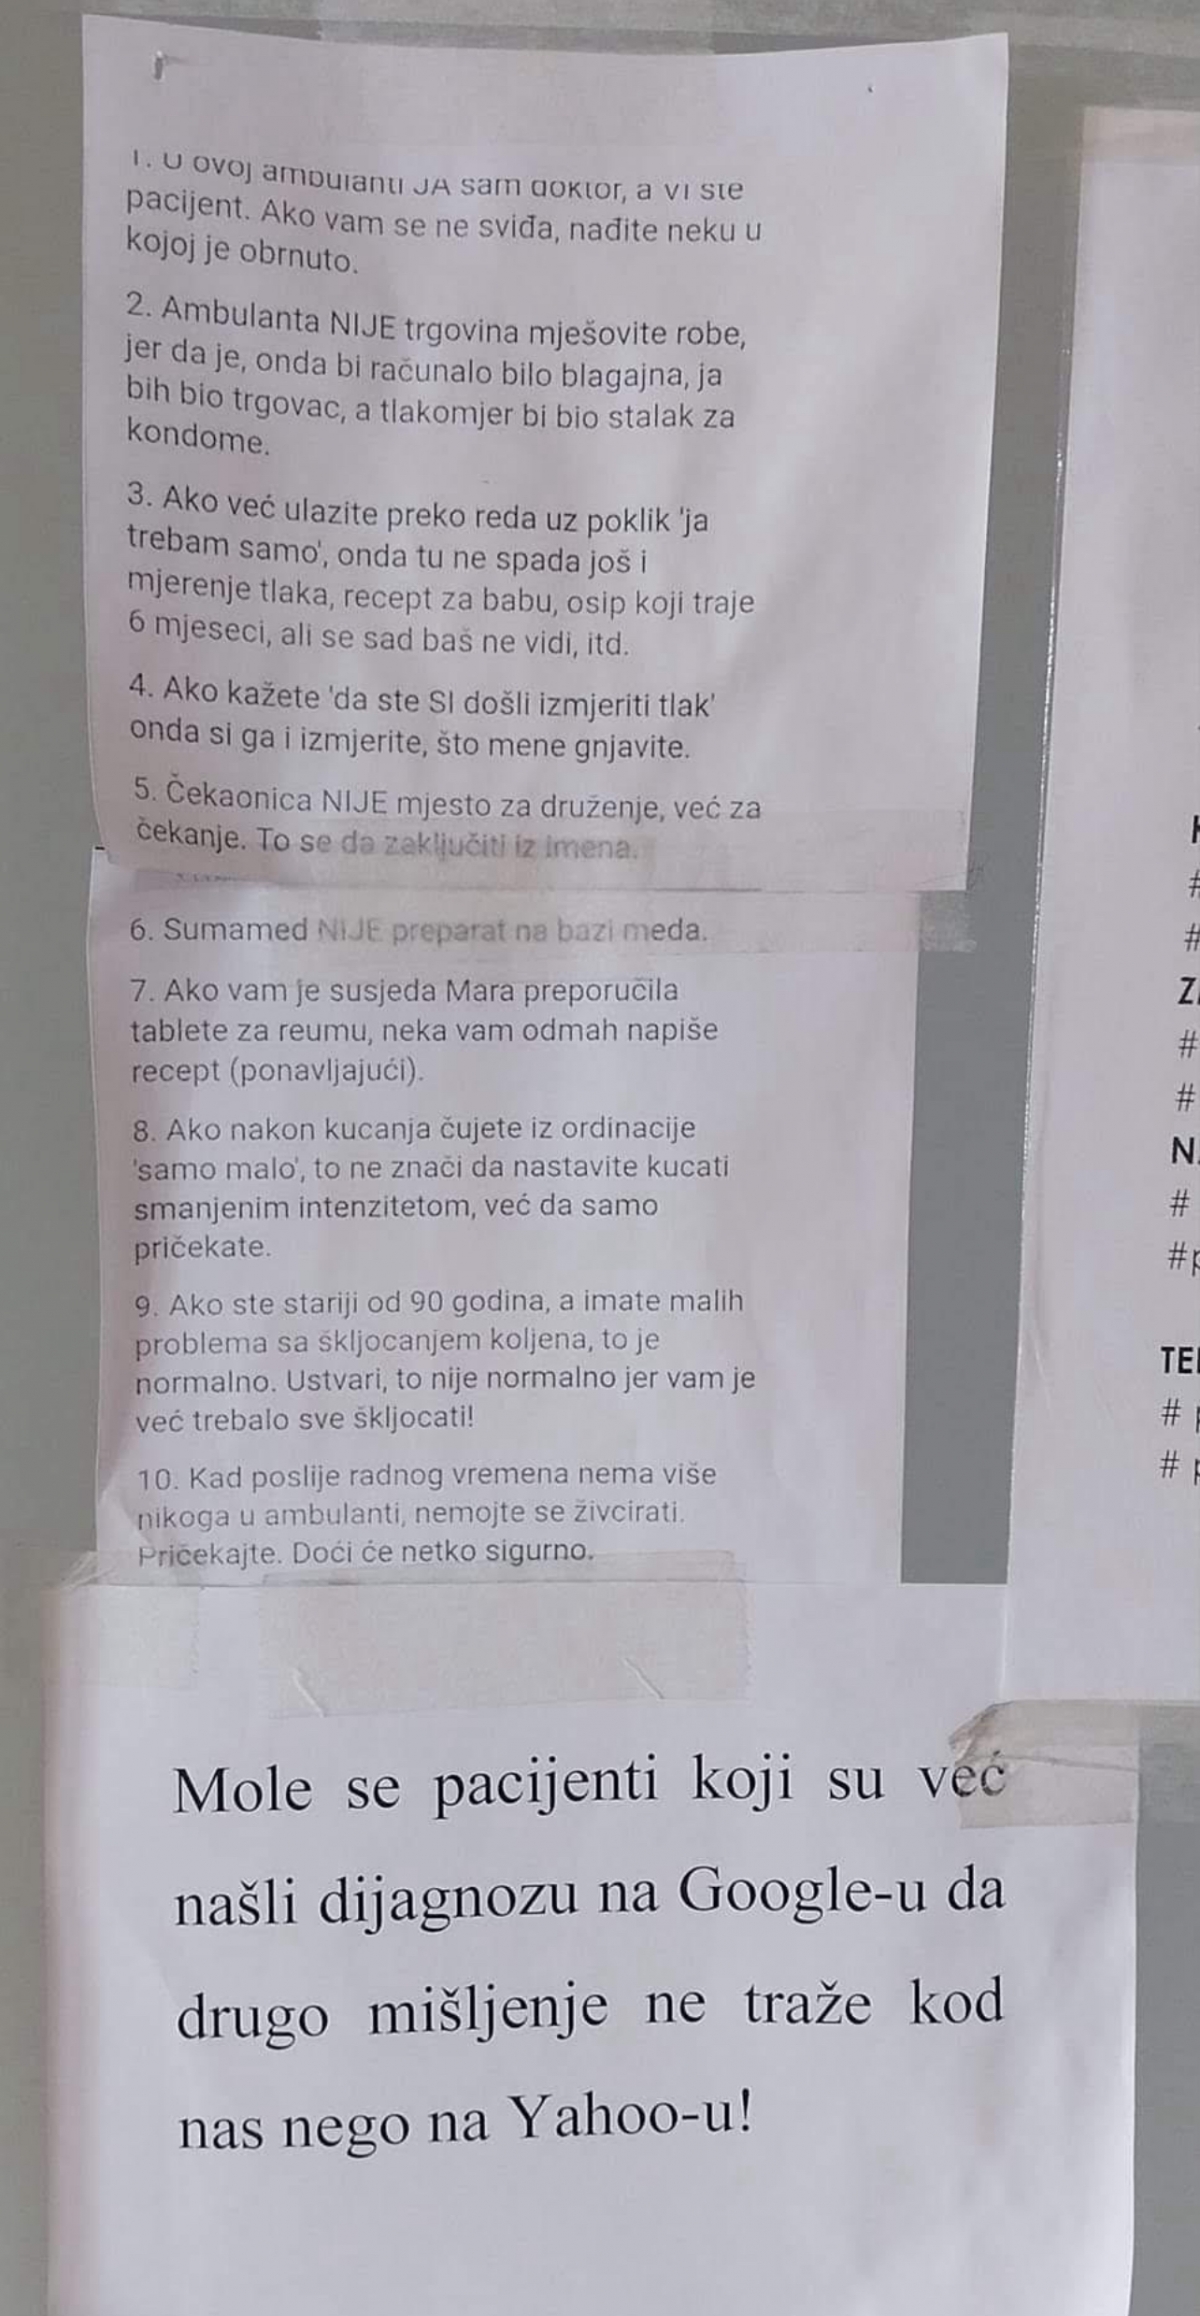 1. U ovoj ambulanti JA sam doktor, a vi ste
pacijent. Ako vam se ne sviđa, nađite neku u
kojoj je obrnuto.
2. Ambulanta NIJE trgovina mješovite robe,
jer da je, onda bi računalo bilo blagajna, ja
bih bio trgovac, a tlakomjer bi bio stalak za
kondome.
3. Ako već ulazite preko reda uz poklik 'ja
trebam samo', onda tu ne spada još i
mjerenje tlaka, recept za babu, osip koji traje
6 mjeseci, ali se sad baš ne vidi, itd.
4. Ako kažete 'da ste SI došli izmjeriti tlak'
onda si ga i izmjerite, što mene gnjavite.
5. Čekaonica NIJE mjesto za druženje, već za
čekanje. To se da zaključiti iz imena.
6. Sumamed NIJE preparat na bazi meda.
7. Ako vam je susjeda Mara preporučila
tablete za reumu, neka vam odmah napiše
recept (ponavljajući).
8. Ako nakon kucanja čujete iz ordinacije
'samo malo', to ne znači da nastavite kucati
smanjenim intenzitetom, već da samo
pričekate.
9. Ako ste stariji od 90 godina, a imate malih
problema sa škljocanjem koljena, to je
normalno. Ustvari, to nije normalno jer vam je
već trebalo sve škljocati!
10. Kad poslije radnog vremena nema više
nikoga u ambulanti, nemojte se živcirati.
Pričekajte. Doći će netko sigurno.
Mole se pacijenti koji su već
našli dijagnozu na Google-u da
drugo mišljenje ne traže kod
nas nego na Yahoo-u!
#
#
#
#
#
#p
#
#